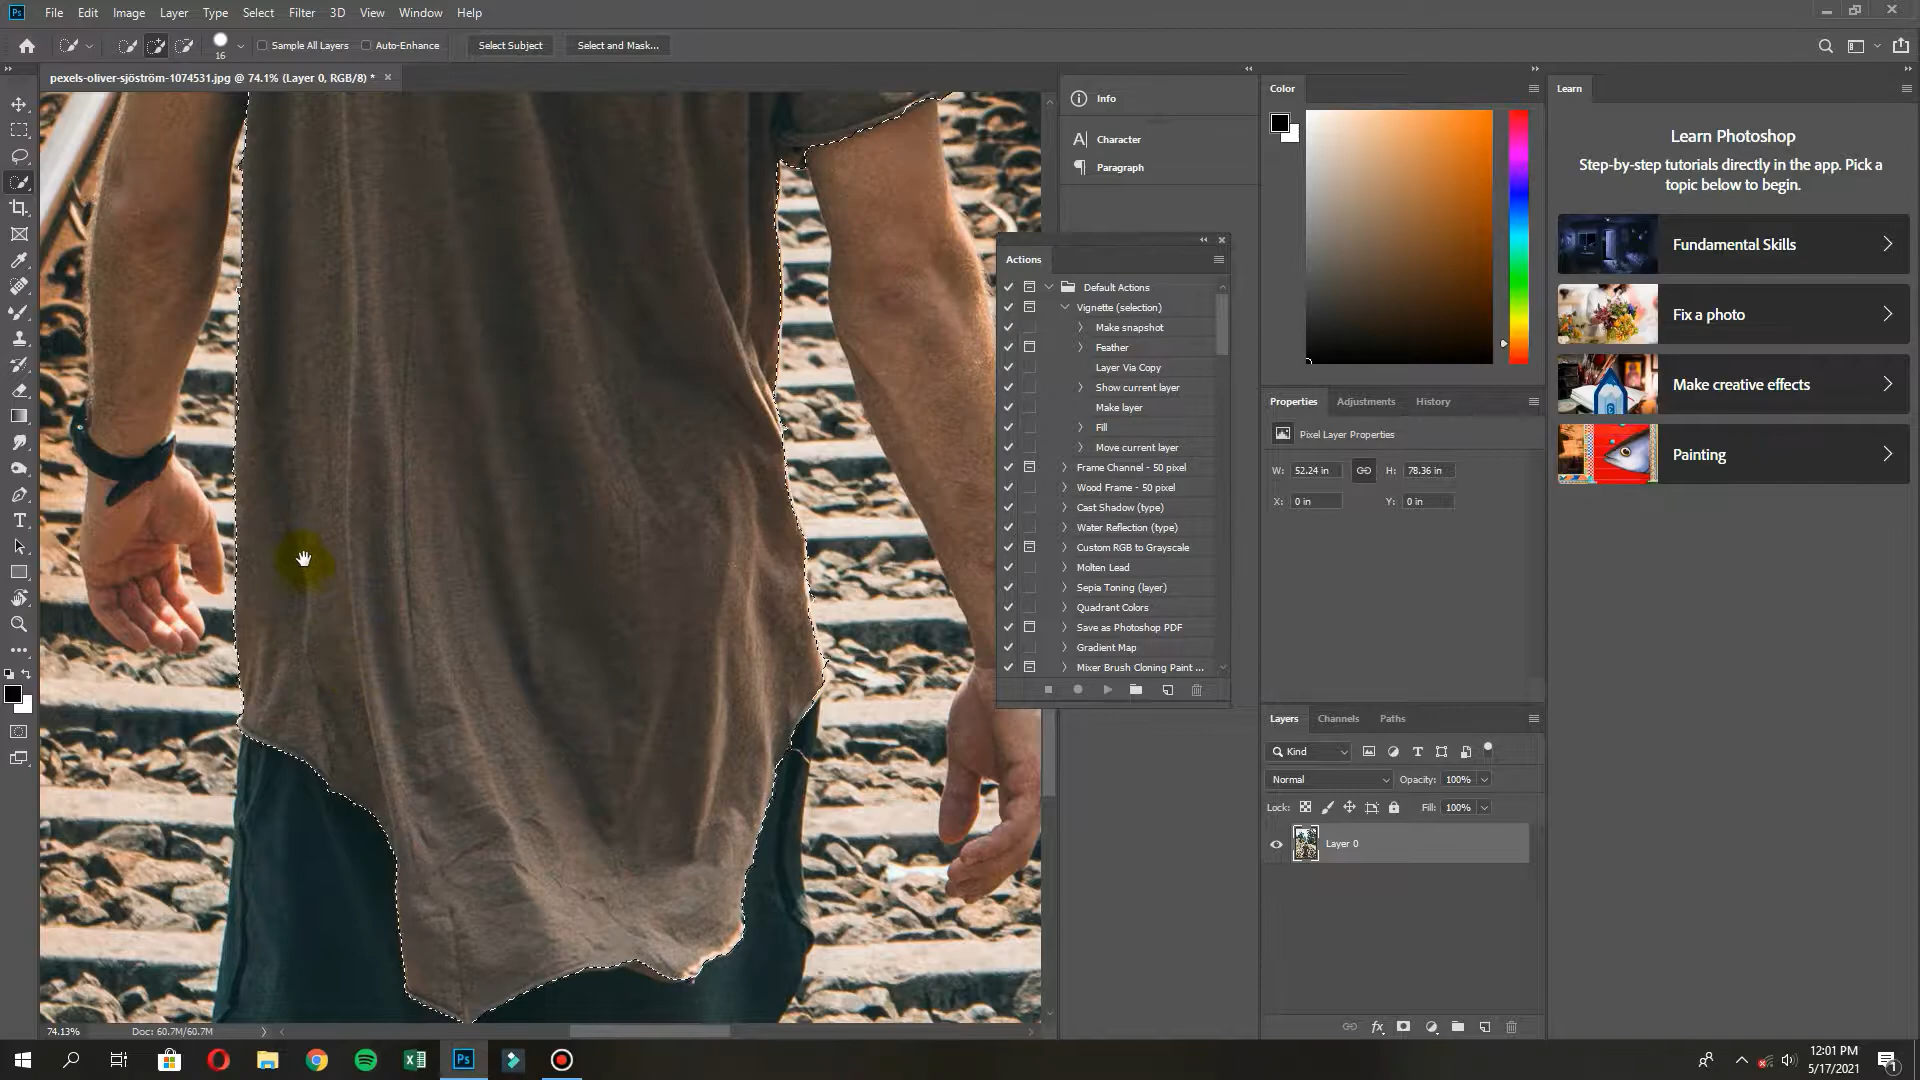 Ps File Edit Image Layer Type Select Filter 3D View Window Help
16 Sample All Layers Auto-Enhance Select Subject Select and Mask...
pexels-oliver-sjöström-1074531.jpg @ 74.1% (Layer 0, RGB/8) *
Info
Character
Paragraph
Actions
Default Actions
Vignette (selection)
Make snapshot
Feather
Layer Via Copy
Show current layer
Make layer
Fill
Move current layer
Frame Channel - 50 pixel
Wood Frame - 50 pixel
Cast Shadow (type)
Water Reflection (type)
Custom RGB to Grayscale
Molten Lead
Sepia Toning (layer)
Quadrant Colors
Save as Photoshop PDF
Gradient Map
Mixer Brush Cloning Paint ...
Color
Properties Adjustments History
Pixel Layer Properties
W: 52.24 in H: 78.36 in
X: 0 in Y: 0 in
Layers Channels Paths
Kind
Normal Opacity: 100%
Lock: Fill: 100%
Layer 0
Learn
Learn Photoshop
Step-by-step tutorials directly in the app. Pick a
topic below to begin.
Fundamental Skills
Fix a photo
Make creative effects
Painting
74.13% Doc: 60.7M/60.7M
Ps
12:01 PM
5/17/2021
1